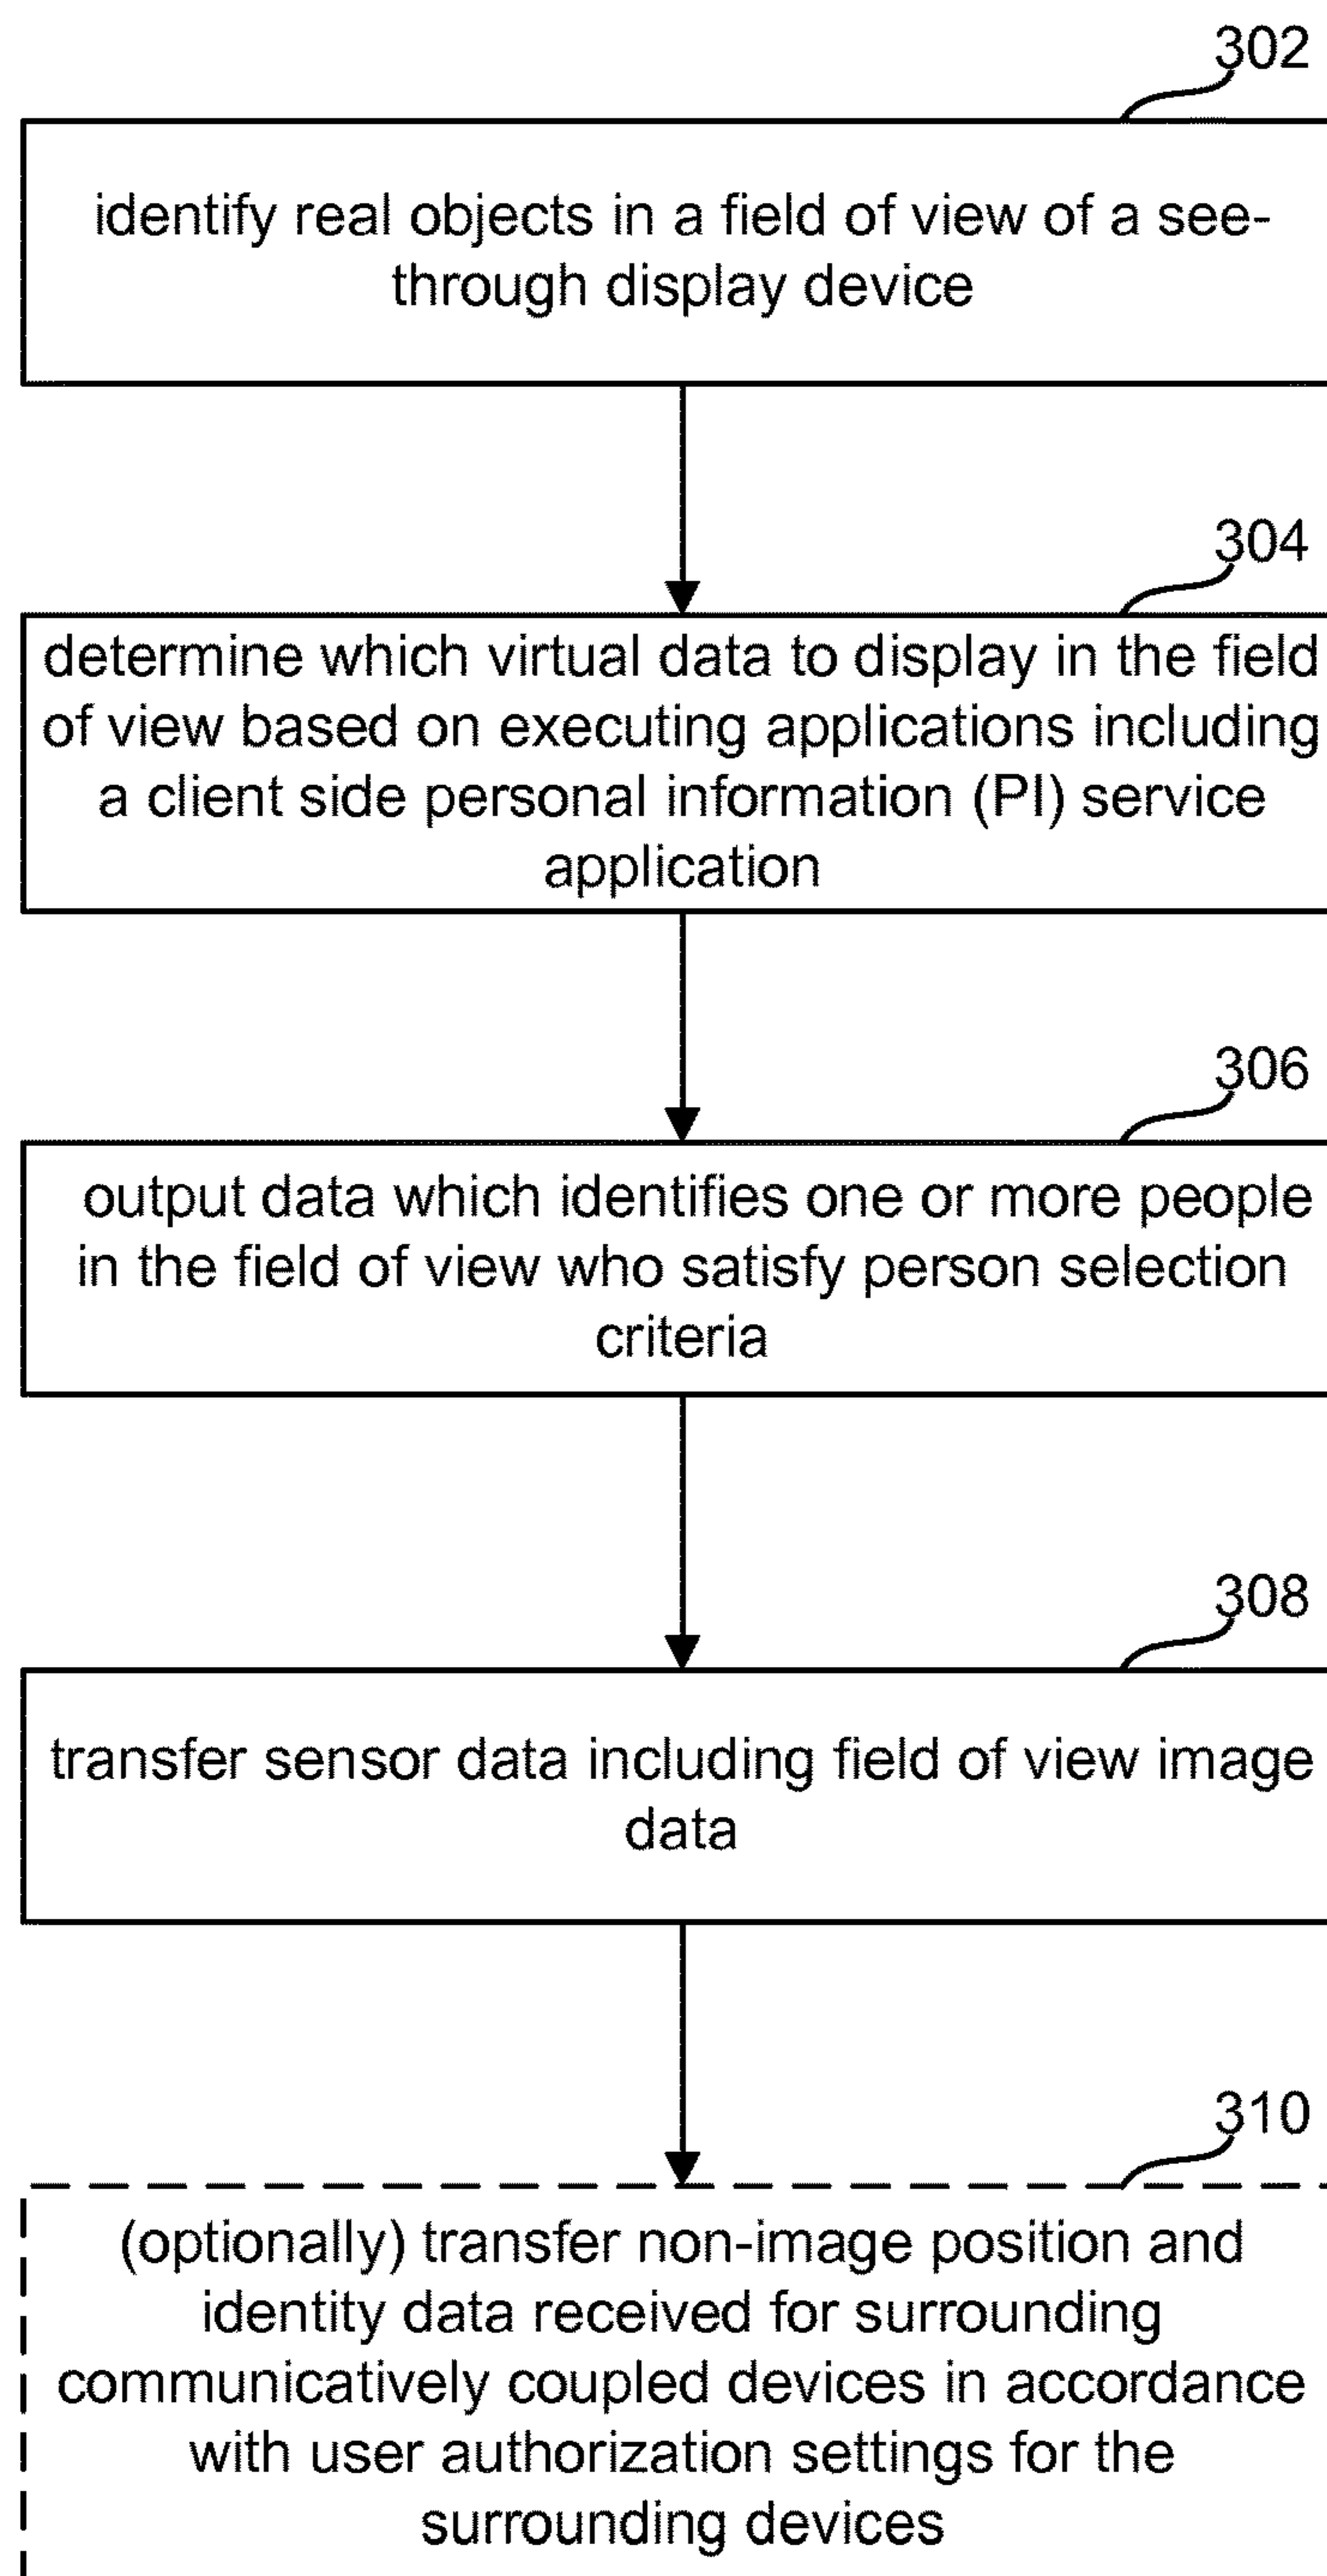 302
identify real objects in a field of view of a see-
through display device
304
determine which virtual data to display in the field
of view based on executing applications including
a client side personal information (PI) service
application
306
output data which identifies one or more people
in the field of view who satisfy person selection
criteria
308
transfer sensor data including field of view image
data
310
(optionally) transfer non-image position and
identity data received for surrounding
communicatively coupled devices in accordance
with user authorization settings for the
surrounding devices